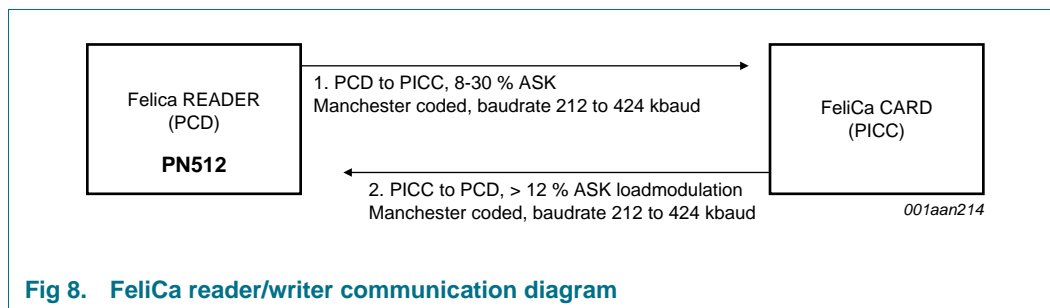 Felica READER
(PCD)
PN512
1. PCD to PICC, 8-30 % ASK
Manchester coded, baudrate 212 to 424 kbaud
2. PICC to PCD, > 12 % ASK loadmodulation
Manchester coded, baudrate 212 to 424 kbaud
FeliCa CARD
(PICC)
001aan214
Fig 8. FeliCa reader/writer communication diagram